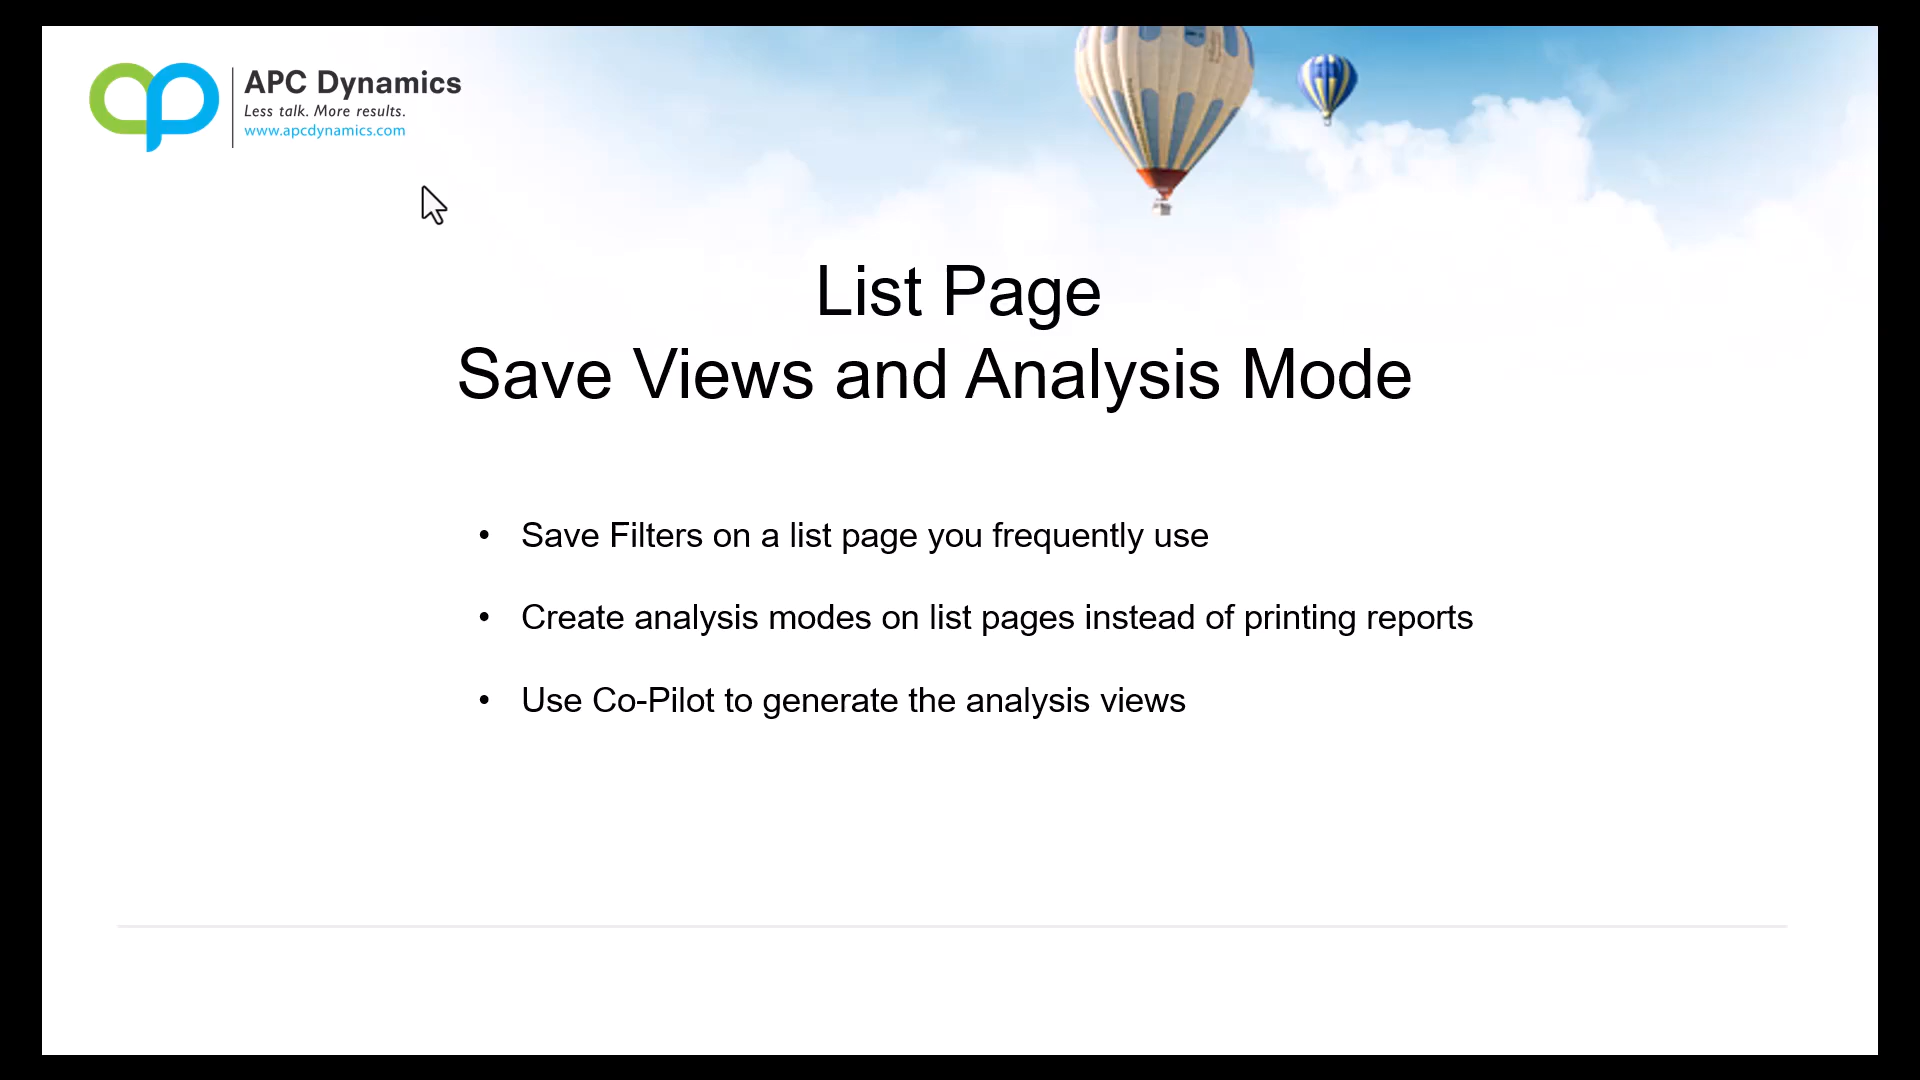 APC Dynamics
Less talk. More results.
www.apcdynamics.com
List Page
Save Views and Analysis Mode
• Save Filters on a list page you frequently use
• Create analysis modes on list pages instead of printing reports
• Use Co-Pilot to generate the analysis views